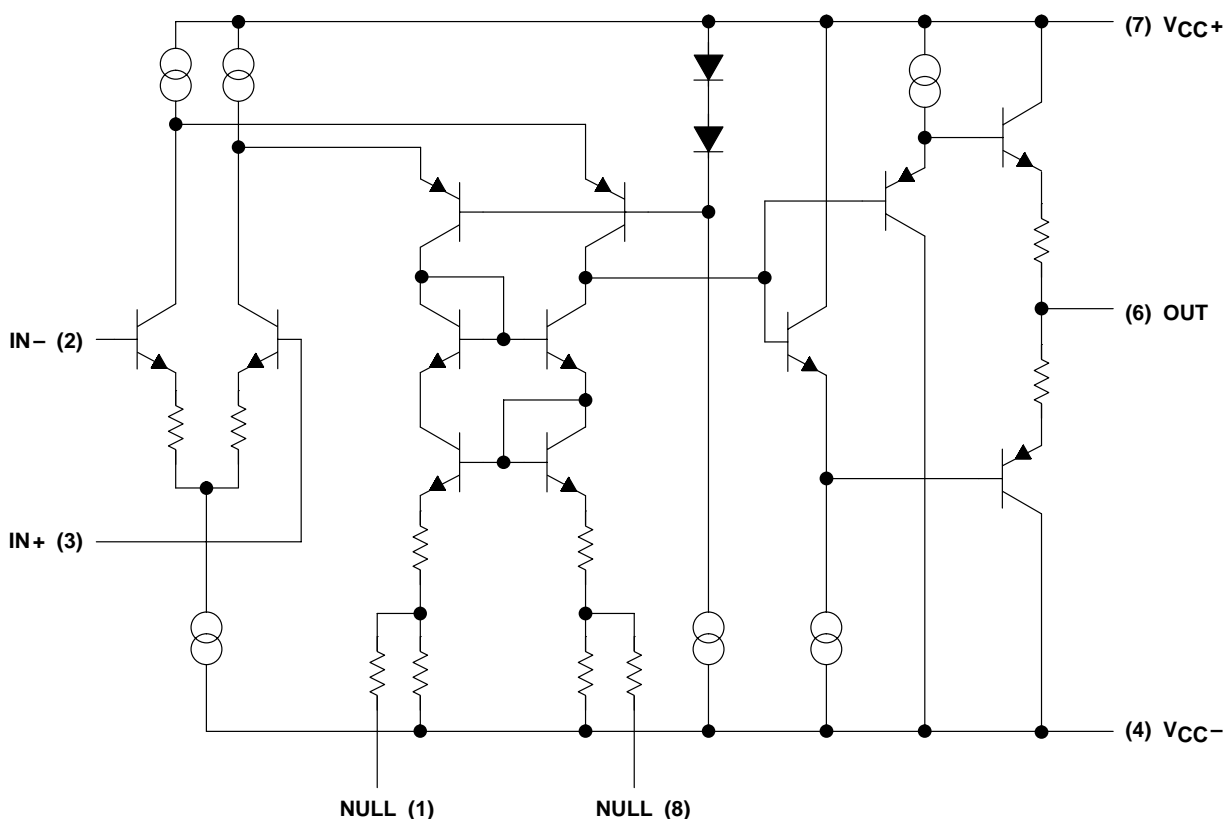 (7) VCC+
IN− (2)
(6) OUT
IN+ (3)
(4) VCC−
NULL (1)
NULL (8)